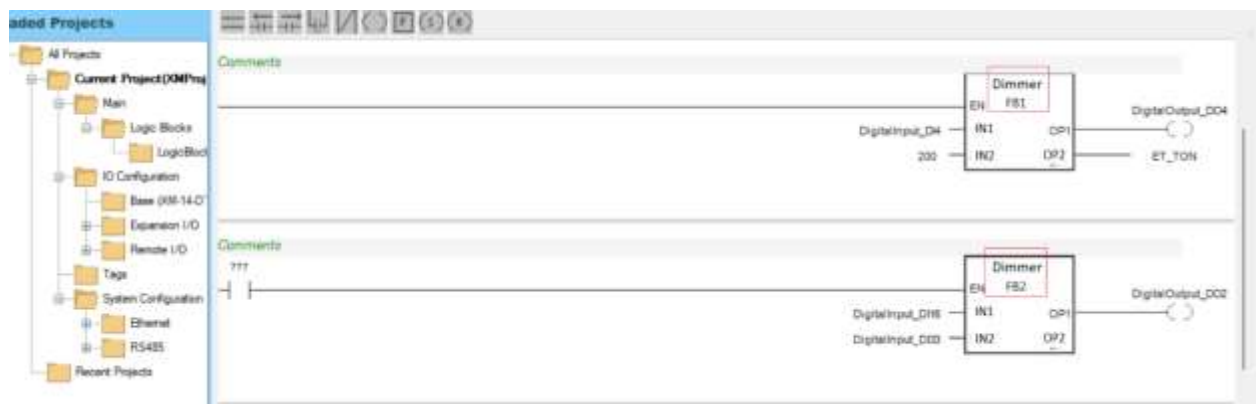 aded Projects
All Projects
Current Project(XMProj
Main
Logic Blocks
LogicBlock
IO Configuration
Base (XM-14-D
Expansion I/O
Remote I/O
Tags
System Configuration
Ethernet
RS485
Recent Projects
F (S) (R)
Comments
Dimmer
EN FB1
DigitalOutput_DO4
DigitalInput_DI4 IN1 OP1
200 IN2 OP2 ET_TON
Comments
???
Dimmer
EN FB2
DigitalOutput_DO2
IN1 OP1
IN2 OP2